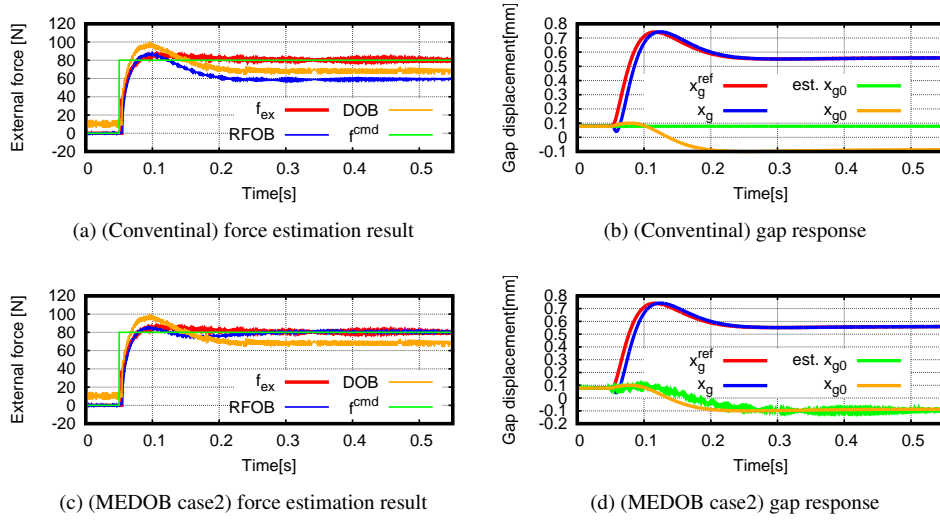 External force [N]
120
100
80
60
40
20
0
-20
f_ex
RFOB
DOB
f^cmd
0 0.1 0.2 0.3 0.4 0.5
Time[s]
(a) (Conventinal) force estimation result
Gap displacement[mm]
0.8
0.7
0.6
0.5
0.4
0.3
0.2
0.1
-0.1
x_g^ref
x_g
est. x_g0
x_g0
0 0.1 0.2 0.3 0.4 0.5
Time[s]
(b) (Conventinal) gap response
External force [N]
120
100
80
60
40
20
0
-20
f_ex
RFOB
DOB
f^cmd
0 0.1 0.2 0.3 0.4 0.5
Time[s]
(c) (MEDOB case2) force estimation result
Gap displacement[mm]
0.8
0.7
0.6
0.5
0.4
0.3
0.2
0.1
-0.1
-0.2
x_g^ref
x_g
est. x_g0
x_g0
0 0.1 0.2 0.3 0.4 0.5
Time[s]
(d) (MEDOB case2) gap response